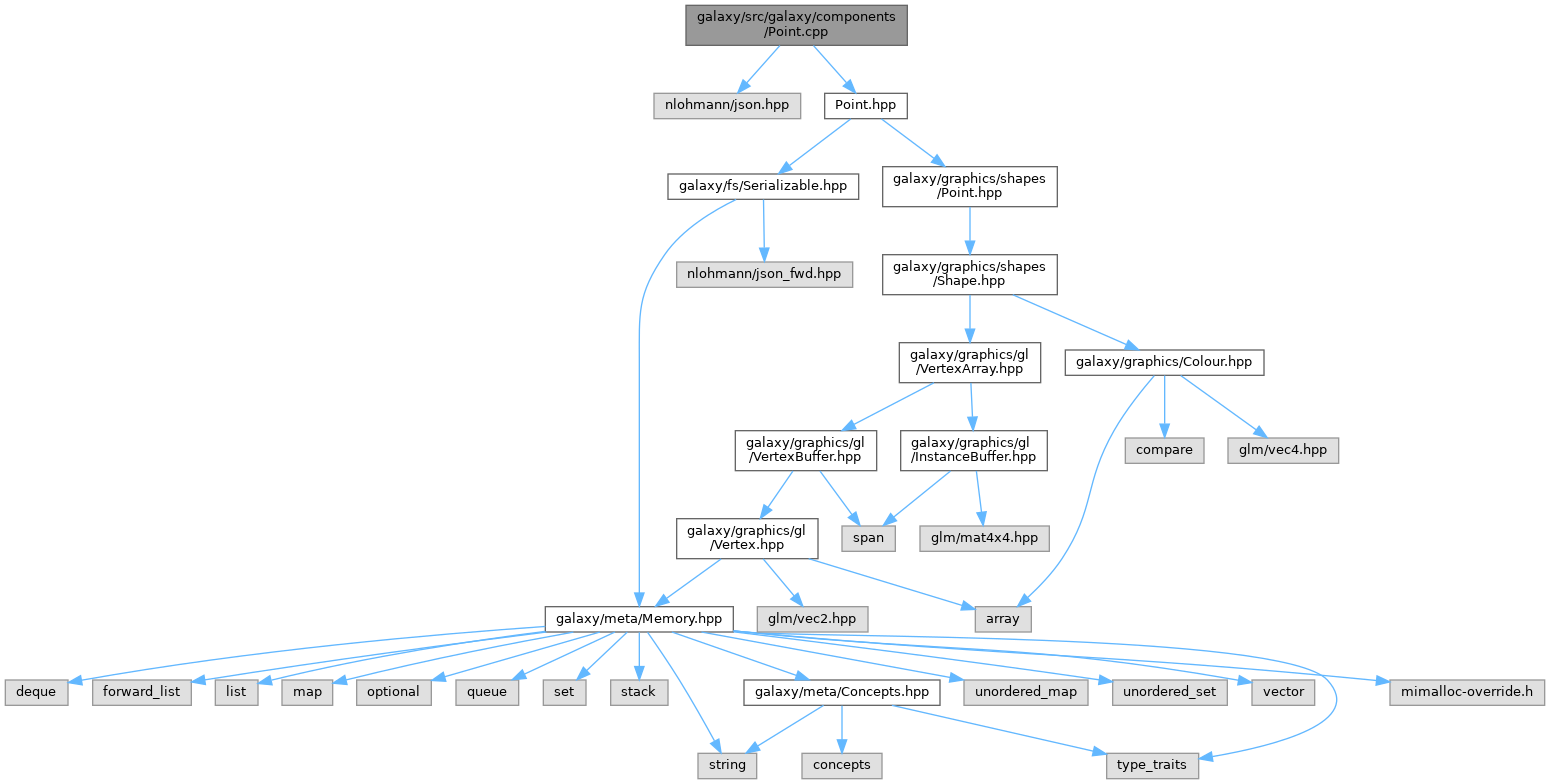 galaxy/src/galaxy/components
/Point.cpp
nlohmann/json.hpp
Point.hpp
galaxy/fs/Serializable.hpp
galaxy/graphics/shapes
/Point.hpp
nlohmann/json_fwd.hpp
galaxy/graphics/shapes
/Shape.hpp
galaxy/graphics/gl
/VertexArray.hpp
galaxy/graphics/Colour.hpp
galaxy/graphics/gl
/VertexBuffer.hpp
galaxy/graphics/gl
/InstanceBuffer.hpp
compare
glm/vec4.hpp
galaxy/graphics/gl
/Vertex.hpp
span
glm/mat4x4.hpp
galaxy/meta/Memory.hpp
glm/vec2.hpp
array
deque
forward_list
list
map
optional
queue
set
stack
galaxy/meta/Concepts.hpp
unordered_map
unordered_set
vector
mimalloc-override.h
string
concepts
type_traits